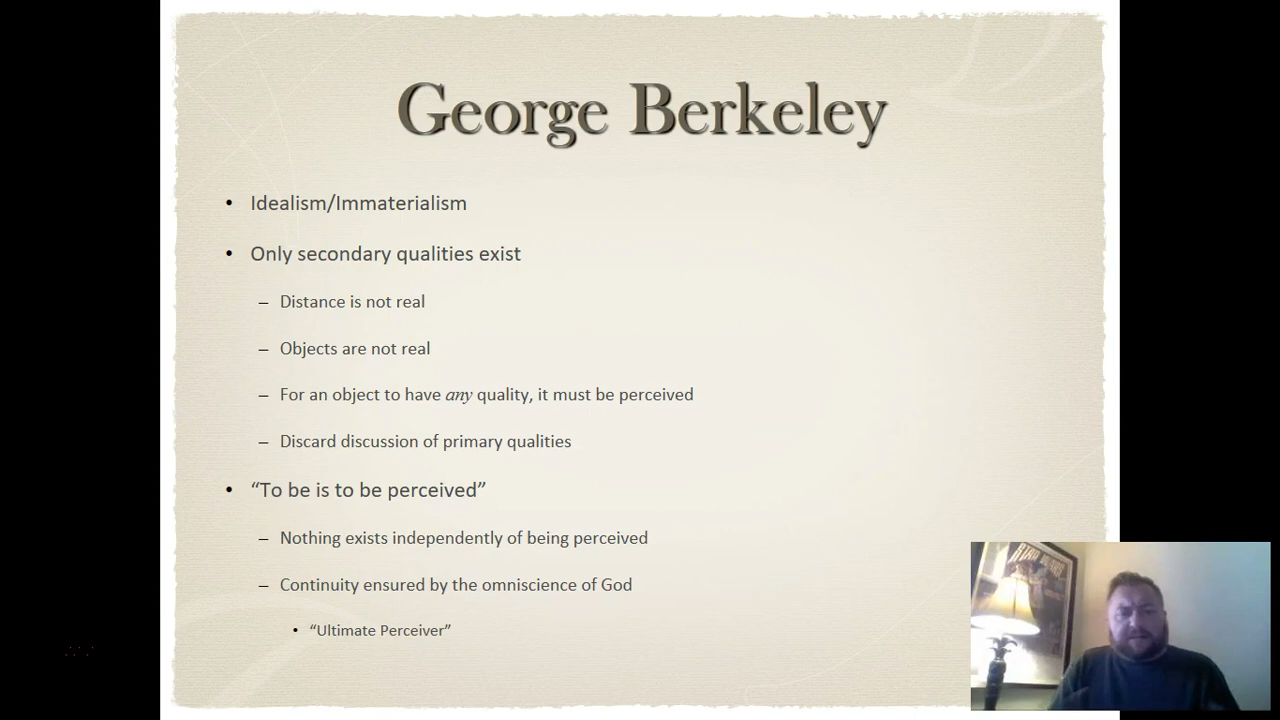 George Berkeley
• Idealism/Immaterialism
• Only secondary qualities exist
– Distance is not real
– Objects are not real
– For an object to have any quality, it must be perceived
– Discard discussion of primary qualities
• “To be is to be perceived”
– Nothing exists independently of being perceived
– Continuity ensured by the omniscience of God
• “Ultimate Perceiver”